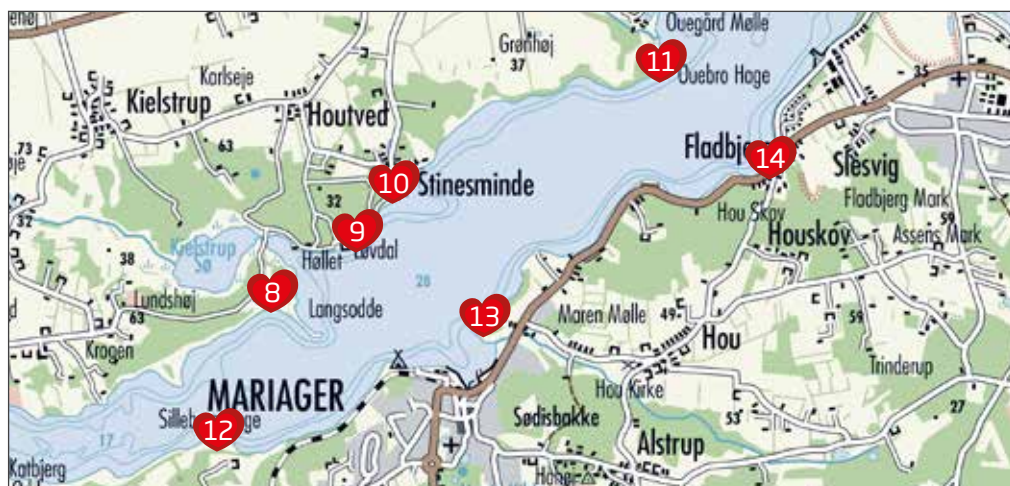 Ouegård Mølle
Grønhøj
37
11
Ouebro Hage
Karlseje
Kielstrup
Houtved
35
73
63
Fladbjerg
14
Slesvig
10
Stinesminde
32
9
Løvdal
Hou Skov
Fladbjerg Mark
32
Houskov
59
Assens Mark
Kielstrup
Sø
38
Høllet
28
8
Lundshøj
63
Langsodde
13
Maren Mølle
49
Hou
59
Krogen
Trinderup
MARIAGER
Hou Kirke
27
12
Sødisbakke
53
17
Alstrup
Katbjerg